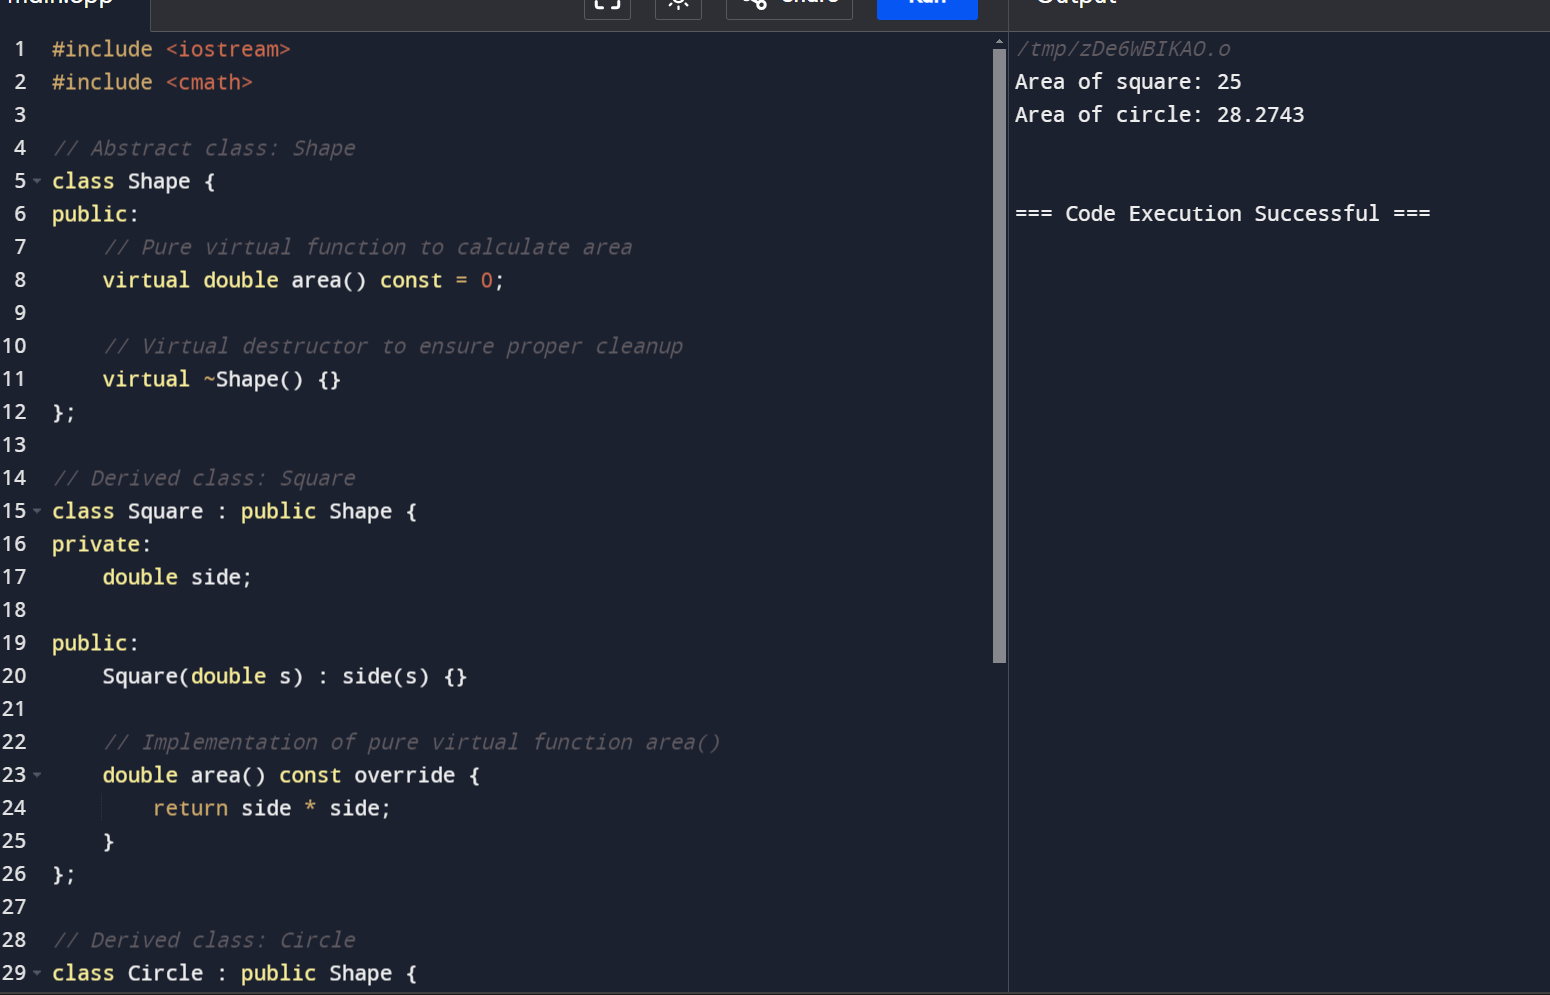 main.cpp
Share
Run
Output
1 #include <iostream>
2 #include <cmath>
3
4 // Abstract class: Shape
5 class Shape {
6 public:
7     // Pure virtual function to calculate area
8     virtual double area() const = 0;
9
10     // Virtual destructor to ensure proper cleanup
11     virtual ~Shape() {}
12 };
13
14 // Derived class: Square
15 class Square : public Shape {
16 private:
17     double side;
18
19 public:
20     Square(double s) : side(s) {}
21
22     // Implementation of pure virtual function area()
23     double area() const override {
24         return side * side;
25     }
26 };
27
28 // Derived class: Circle
29 class Circle : public Shape {
/tmp/zDe6WBIKAO.o
Area of square: 25
Area of circle: 28.2743
=== Code Execution Successful ===